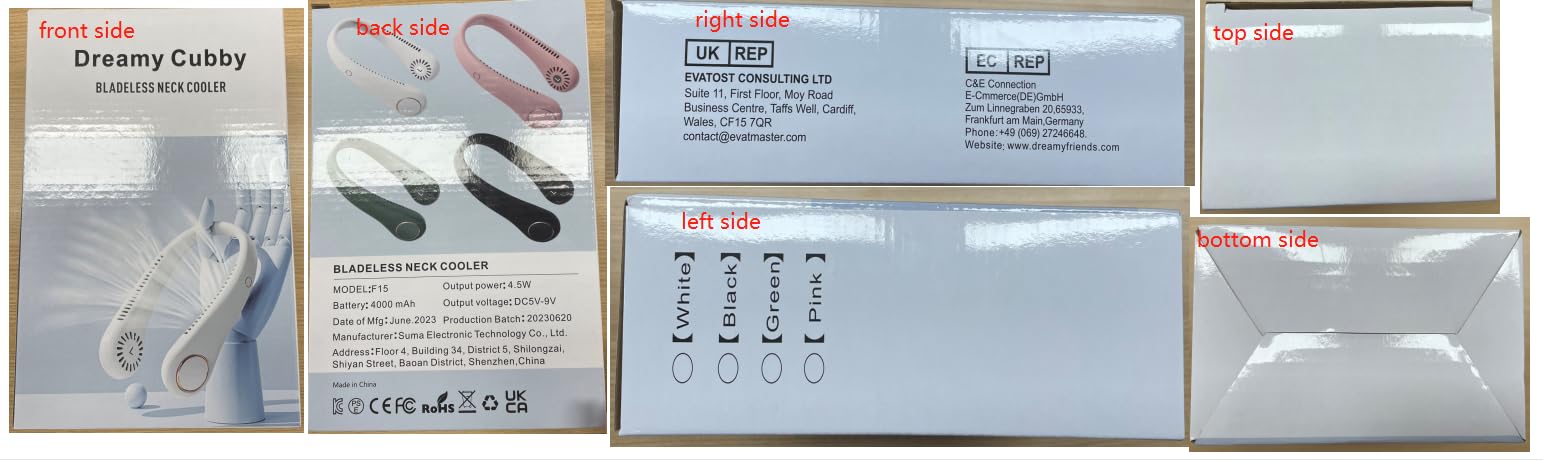 front side
Dreamy Cubby
BLADELESS NECK COOLER
back side
BLADELESS NECK COOLER
MODEL:F15
Output power: 4.5W
Battery: 4000 mAh
Output voltage: DC5V-9V
Date of Mfg: June.2023
Production Batch: 20230620
Manufacturer: Suma Electronic Technology Co., Ltd.
Address: Floor 4, Building 34, District 5, Shilongzai,
Shiyan Street, Baoan District, Shenzhen,China
Made in China
PS
E
CE FC RoHS UK
CA
right side
UK REP
EVATOST CONSULTING LTD
Suite 11, First Floor, Moy Road
Business Centre, Taffs Well, Cardiff,
Wales, CF15 7QR
contact@evatmaster.com
EC REP
C&E Connection
E-Cmmerce(DE)GmbH
Zum Linnegraben 20,65933,
Frankfurt am Main,Germany
Phone:+49 (069) 27246648.
Website: www.dreamyfriends.com
left side
【White】
【Black】
【Green】
【Pink】
top side
bottom side